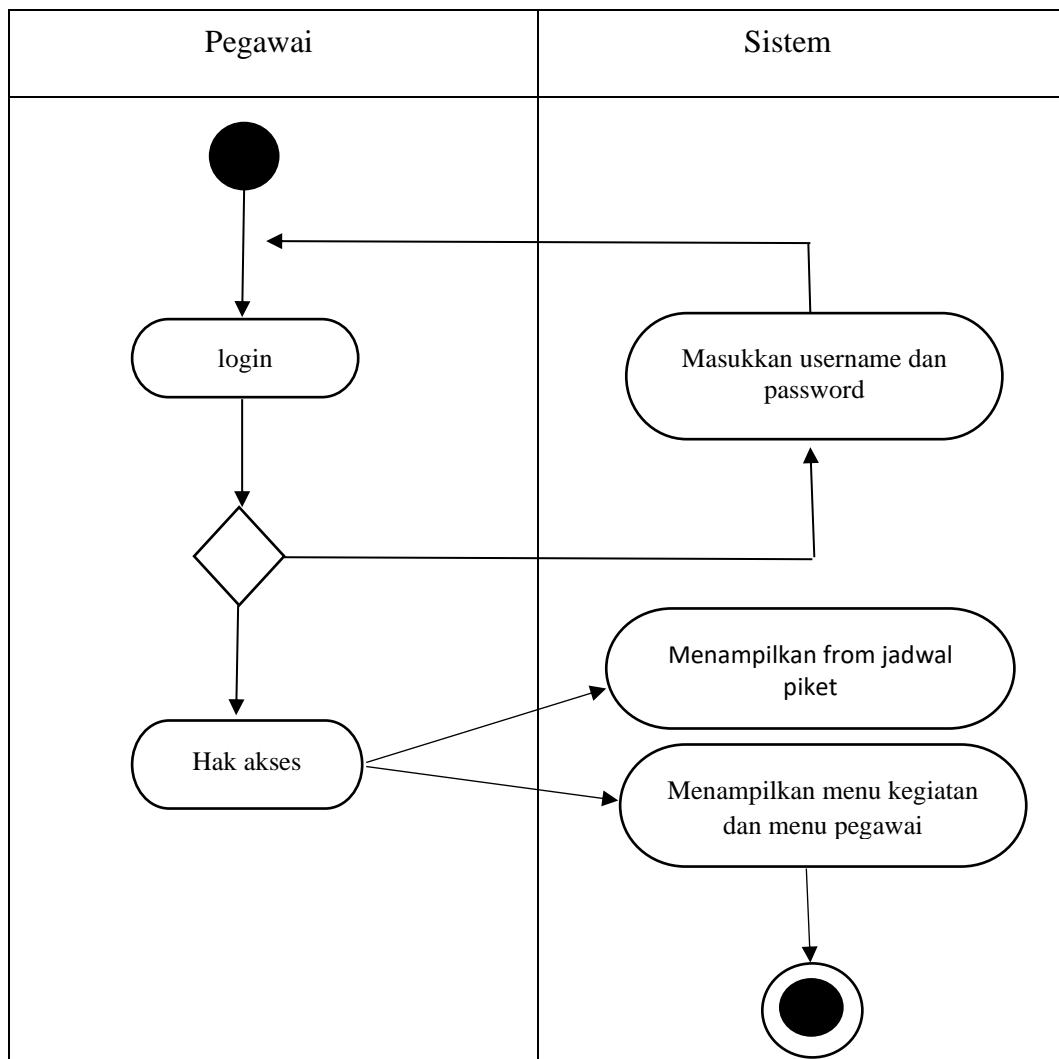 Pegawai
Sistem
login
Masukkan username dan
password
Menampilkan from jadwal
piket
Hak akses
Menampilkan menu kegiatan
dan menu pegawai